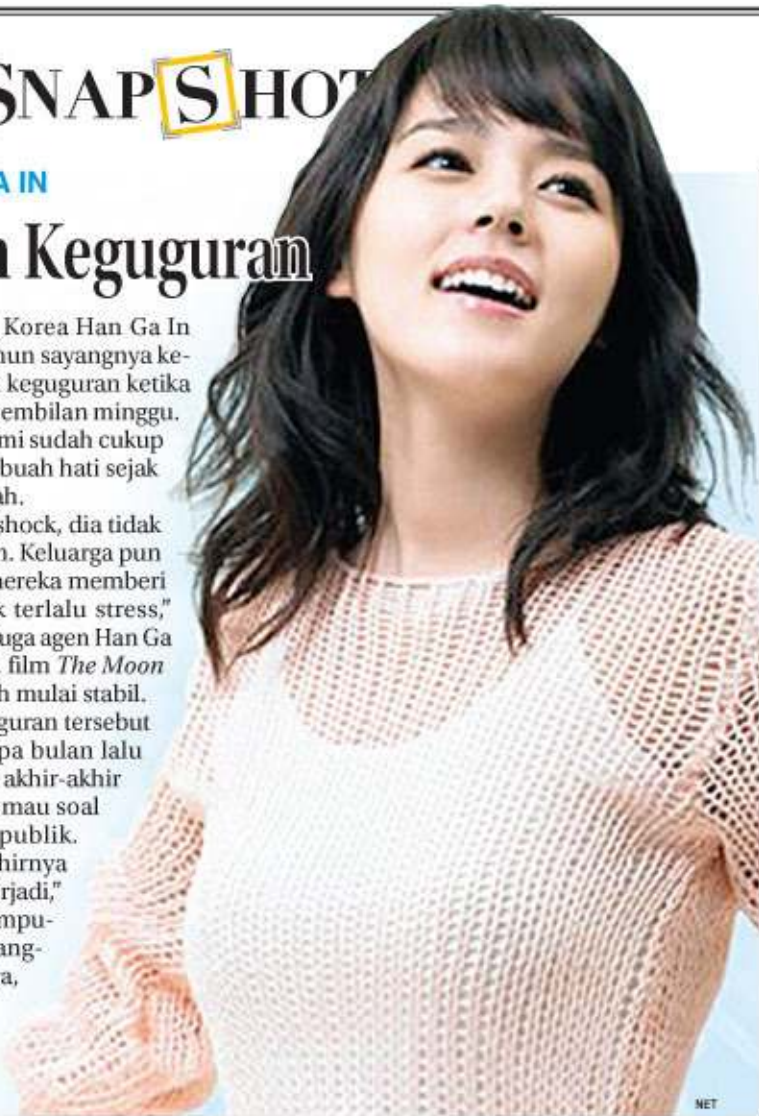 SNAPSHOT
A IN
Keguguran
Korea Han Ga In
nun sayangnya ke-
keguguran ketika
embilan minggu.
mi sudah cukup
buah hati sejak
ah.
shock, dia tidak
n. Keluarga pun
nereka memberi
k terlalu stress,"
uga agen Han Ga
film The Moon
h mulai stabil.
guran tersebut
pa bulan lalu
akhir-akhir
mau soal
publik.
hirnya
rjadi,"
mpu-
ang-
a,
NET